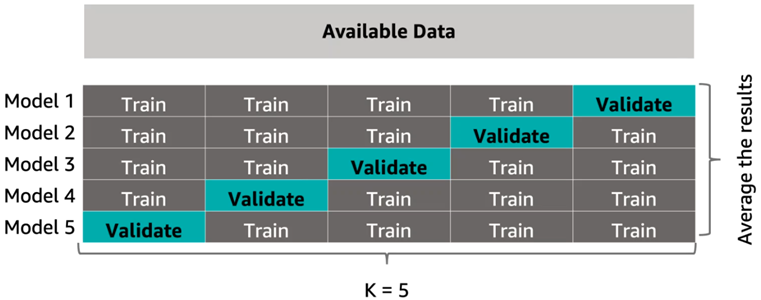 Available Data
Model 1 Train Train Train Train Validate
Model 2 Train Train Train Validate Train
Model 3 Train Train Validate Train Train
Model 4 Train Validate Train Train Train
Model 5 Validate Train Train Train Train
Average the results
K = 5